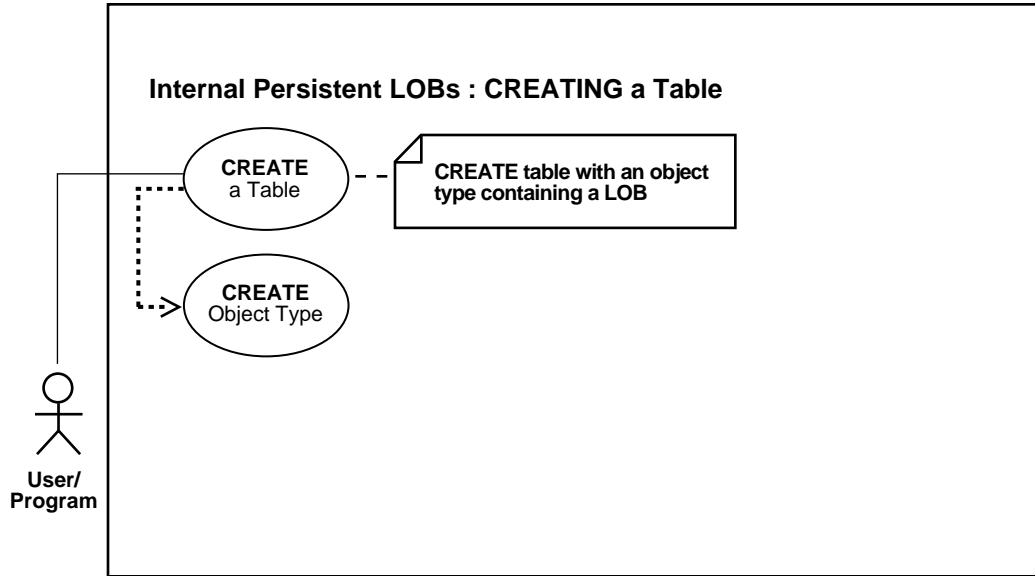 Internal Persistent LOBs : CREATING a Table
CREATE
a Table
CREATE table with an object
type containing a LOB
CREATE
Object Type
User/
Program